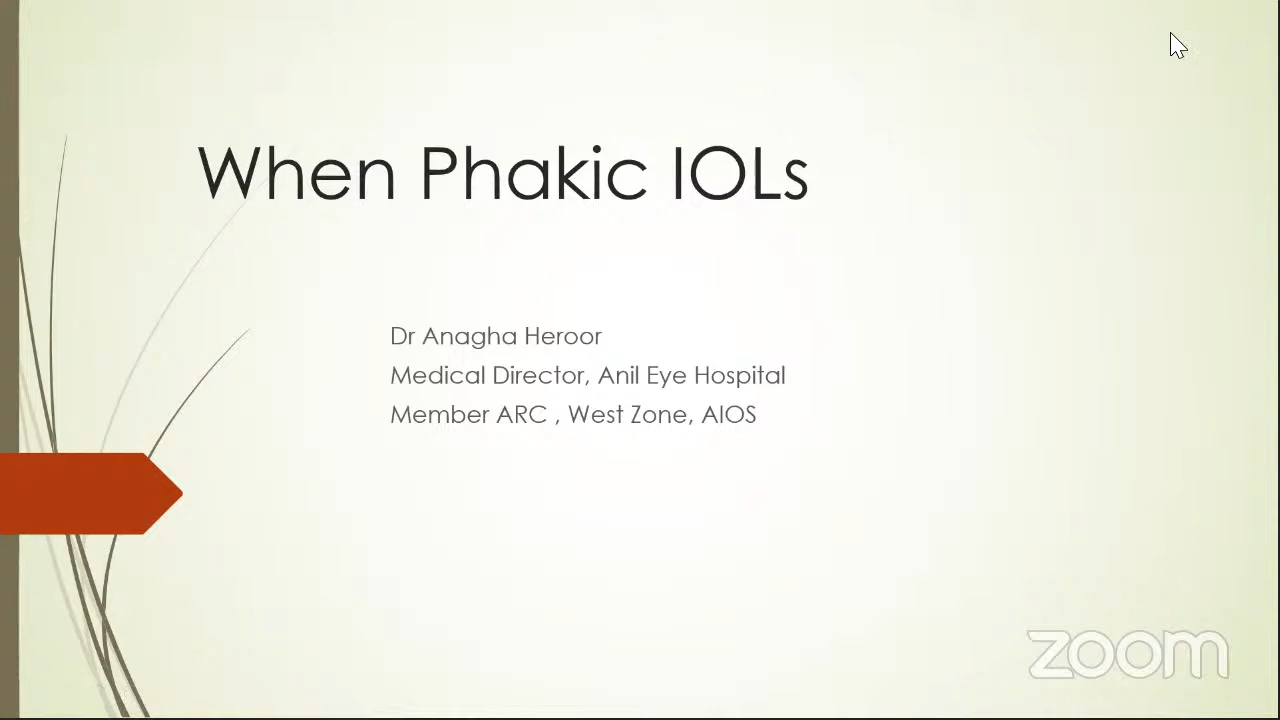 When Phakic IOLs
Dr Anagha Heroor
Medical Director, Anil Eye Hospital
Member ARC , West Zone, AIOS
zoom